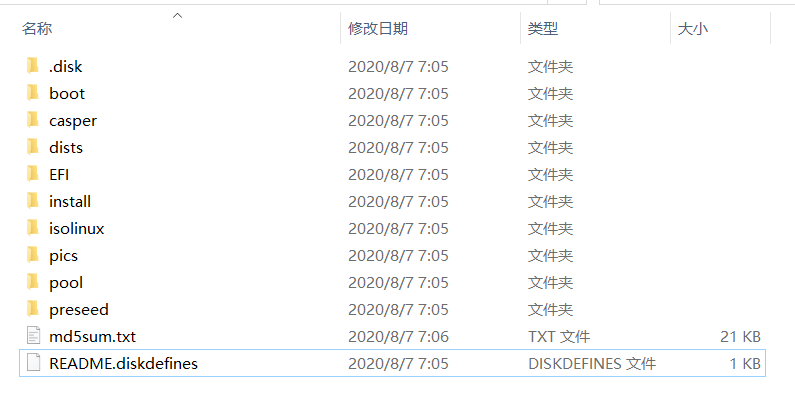 名称 修改日期 类型 大小
.disk 2020/8/7 7:05 文件夹
boot 2020/8/7 7:05 文件夹
casper 2020/8/7 7:05 文件夹
dists 2020/8/7 7:05 文件夹
EFI 2020/8/7 7:05 文件夹
install 2020/8/7 7:05 文件夹
isolinux 2020/8/7 7:05 文件夹
pics 2020/8/7 7:05 文件夹
pool 2020/8/7 7:05 文件夹
preseed 2020/8/7 7:05 文件夹
md5sum.txt 2020/8/7 7:06 TXT 文件 21 KB
README.diskdefines 2020/8/7 7:05 DISKDEFINES 文件 1 KB